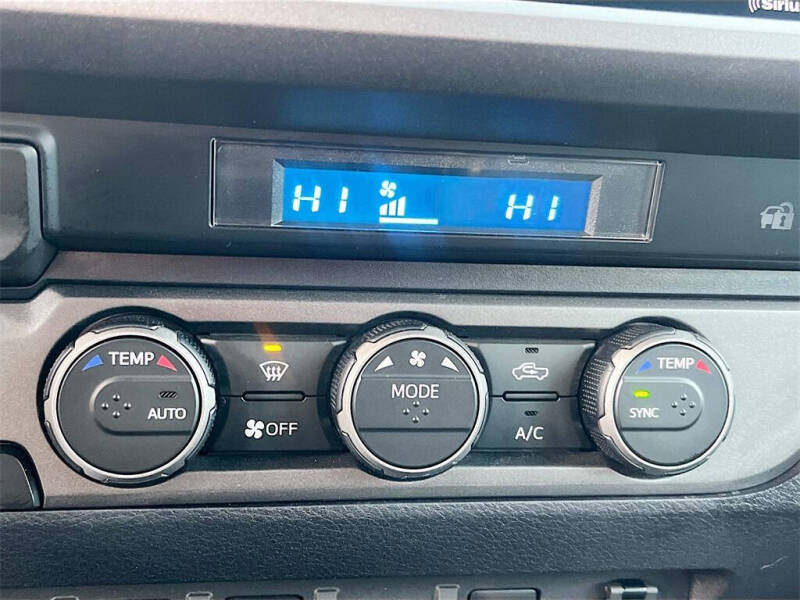 HI HI
TEMP
AUTO
OFF
MODE
A/C
TEMP
SYNC